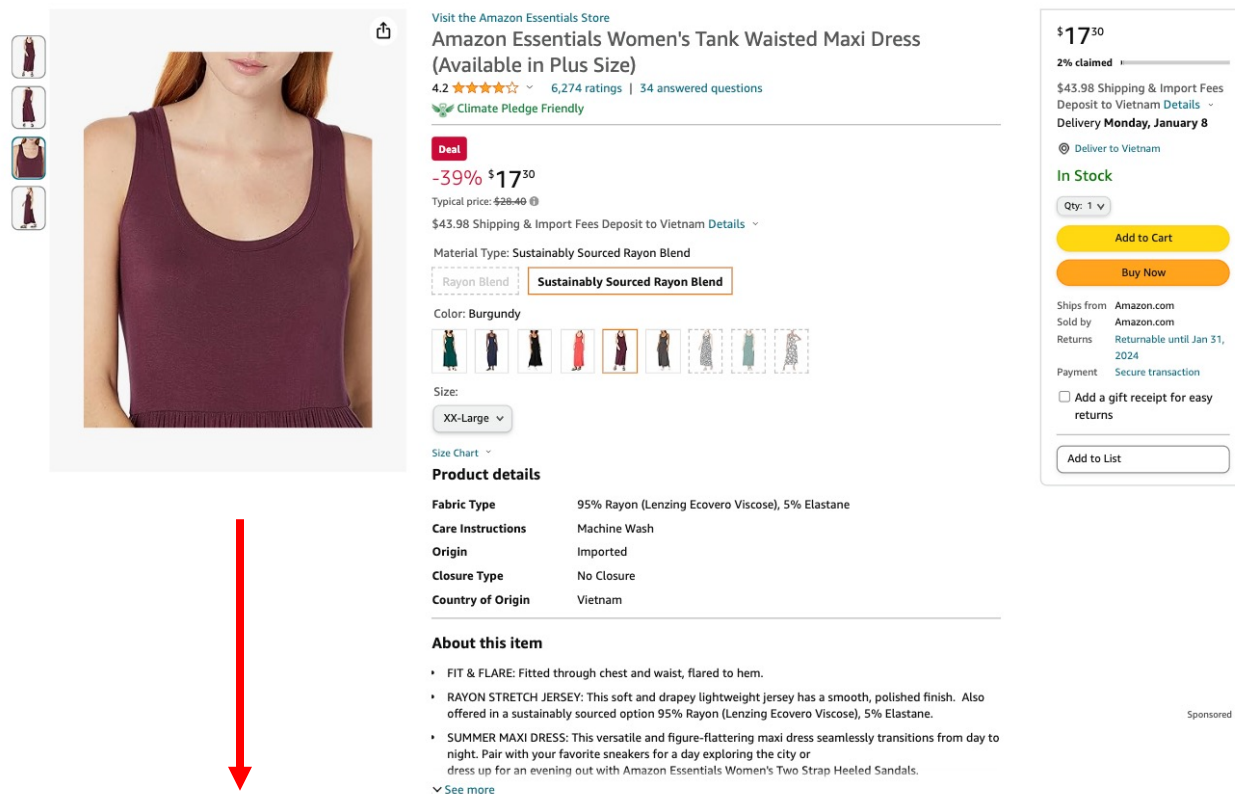 Visit the Amazon Essentials Store
Amazon Essentials Women's Tank Waisted Maxi Dress
(Available in Plus Size)
4.2 6,274 ratings | 34 answered questions
Climate Pledge Friendly
Deal
-39% $17 30
Typical price: $28.40
$43.98 Shipping & Import Fees Deposit to Vietnam Details
Material Type: Sustainably Sourced Rayon Blend
Rayon Blend Sustainably Sourced Rayon Blend
Color: Burgundy
Size:
XX-Large
Size Chart
Product details
Fabric Type 95% Rayon (Lenzing Ecovero Viscose), 5% Elastane
Care Instructions Machine Wash
Origin Imported
Closure Type No Closure
Country of Origin Vietnam
About this item
FIT & FLARE: Fitted through chest and waist, flared to hem.
RAYON STRETCH JERSEY: This soft and drapey lightweight jersey has a smooth, polished finish. Also
offered in a sustainably sourced option 95% Rayon (Lenzing Ecovero Viscose), 5% Elastane.
SUMMER MAXI DRESS: This versatile and figure-flattering maxi dress seamlessly transitions from day to
night. Pair with your favorite sneakers for a day exploring the city or
dress up for an evening out with Amazon Essentials Women's Two Strap Heeled Sandals.
See more
$17 30
2% claimed
$43.98 Shipping & Import Fees
Deposit to Vietnam Details
Delivery Monday, January 8
Deliver to Vietnam
In Stock
Qty: 1
Add to Cart
Buy Now
Ships from Amazon.com
Sold by Amazon.com
Returns Returnable until Jan 31,
2024
Payment Secure transaction
Add a gift receipt for easy
returns
Add to List
Sponsored